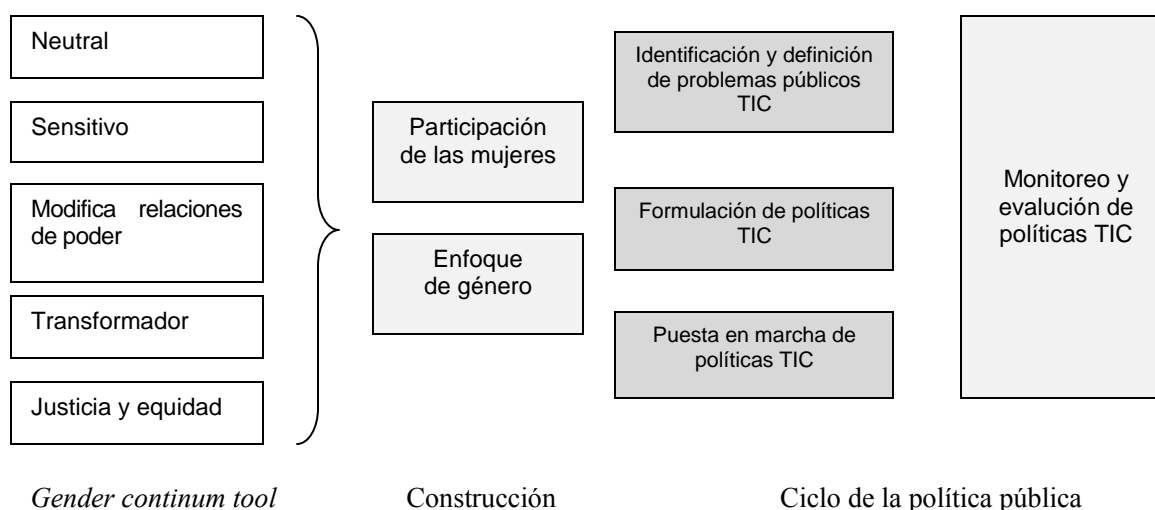 Neutral
Sensitivo
Modifica relaciones
de poder
Transformador
Justicia y equidad
Participación
de las mujeres
Enfoque
de género
Identificación y definición
de problemas públicos
TIC
Formulación de políticas
TIC
Puesta en marcha de
políticas TIC
Monitoreo y
evalución de
políticas TIC
Gender continum tool
Construcción
Ciclo de la política pública